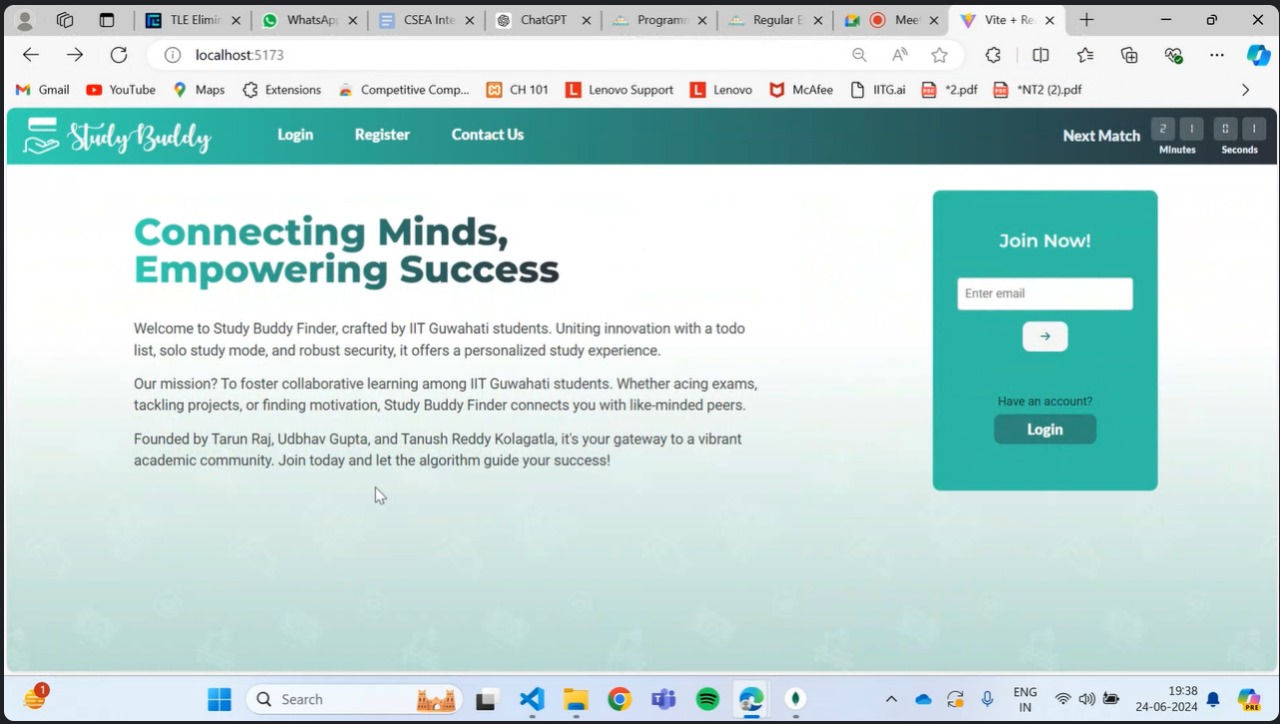 TLE Elimin
WhatsApp
CSEA Inte
ChatGPT
Programm
Regular E
Meet
Vite + Re
localhost:5173
Gmail
YouTube
Maps
Extensions
Competitive Comp...
CH 101
Lenovo Support
Lenovo
McAfee
IITG.ai
*2.pdf
*NT2 (2).pdf
Study Buddy
Login
Register
Contact Us
Next Match
2 1
Minutes
0 1
Seconds
Connecting Minds,
Empowering Success
Welcome to Study Buddy Finder, crafted by IIT Guwahati students. Uniting innovation with a todo
list, solo study mode, and robust security, it offers a personalized study experience.
Our mission? To foster collaborative learning among IIT Guwahati students. Whether acing exams,
tackling projects, or finding motivation, Study Buddy Finder connects you with like-minded peers.
Founded by Tarun Raj, Udbhav Gupta, and Tanush Reddy Kolagatla, it's your gateway to a vibrant
academic community. Join today and let the algorithm guide your success!
Join Now!
Enter email
Have an account?
Login
1
Search
ENG
IN
19:38
24-06-2024
PRE